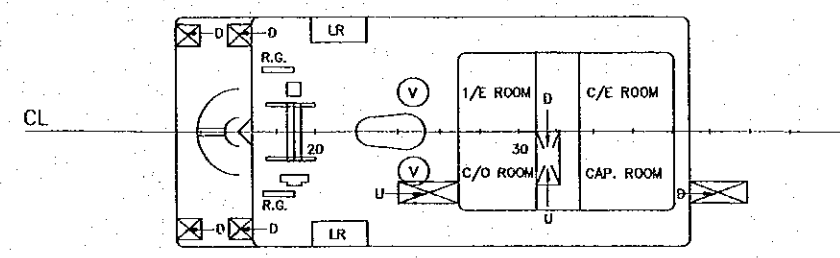 D D LR
R.G.
V
1/E ROOM D C/E ROOM
CL
20 30
C/O ROOM CAP. ROOM
V
R.G.
U U D
D D LR